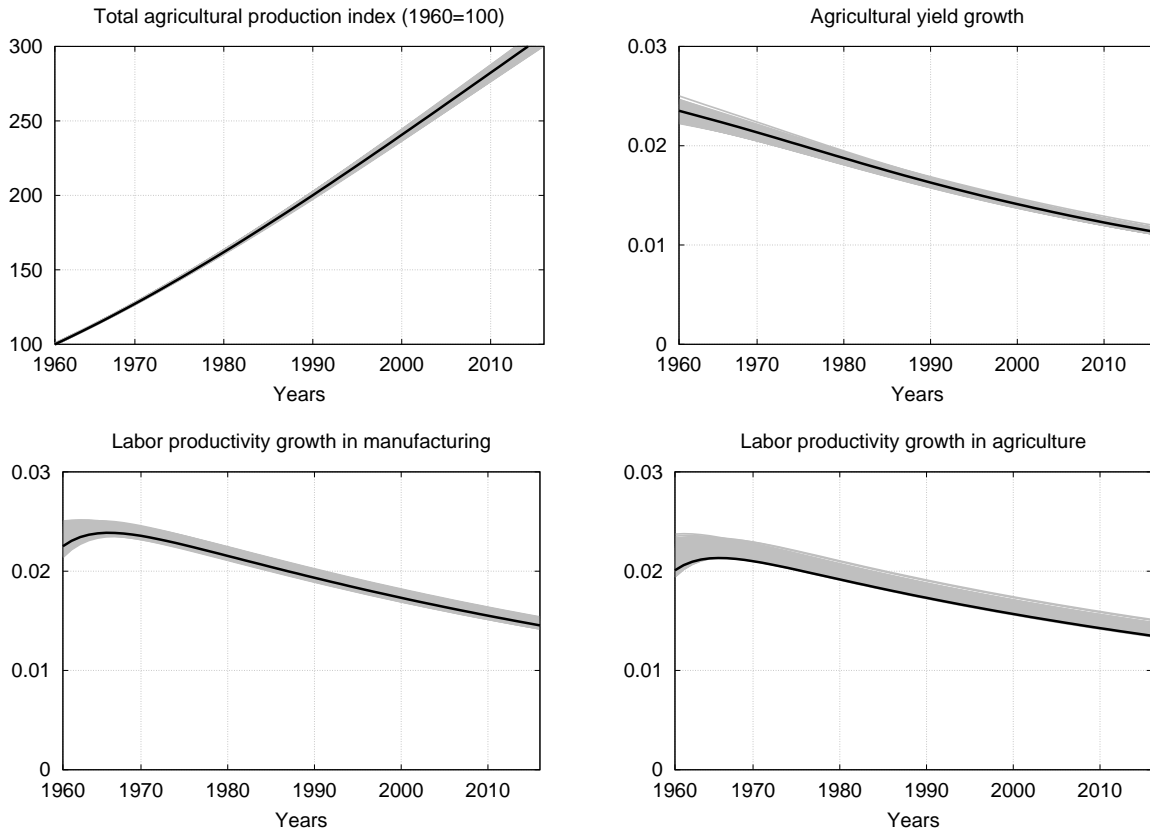 Total agricultural production index (1960=100)
300
250
200
150
100
1960 1970 1980 1990 2000 2010
Years
Agricultural yield growth
0.03
0.02
0.01
0
1960 1970 1980 1990 2000 2010
Years
Labor productivity growth in manufacturing
0.03
0.02
0.01
0
1960 1970 1980 1990 2000 2010
Years
Labor productivity growth in agriculture
0.03
0.02
0.01
0
1960 1970 1980 1990 2000 2010
Years